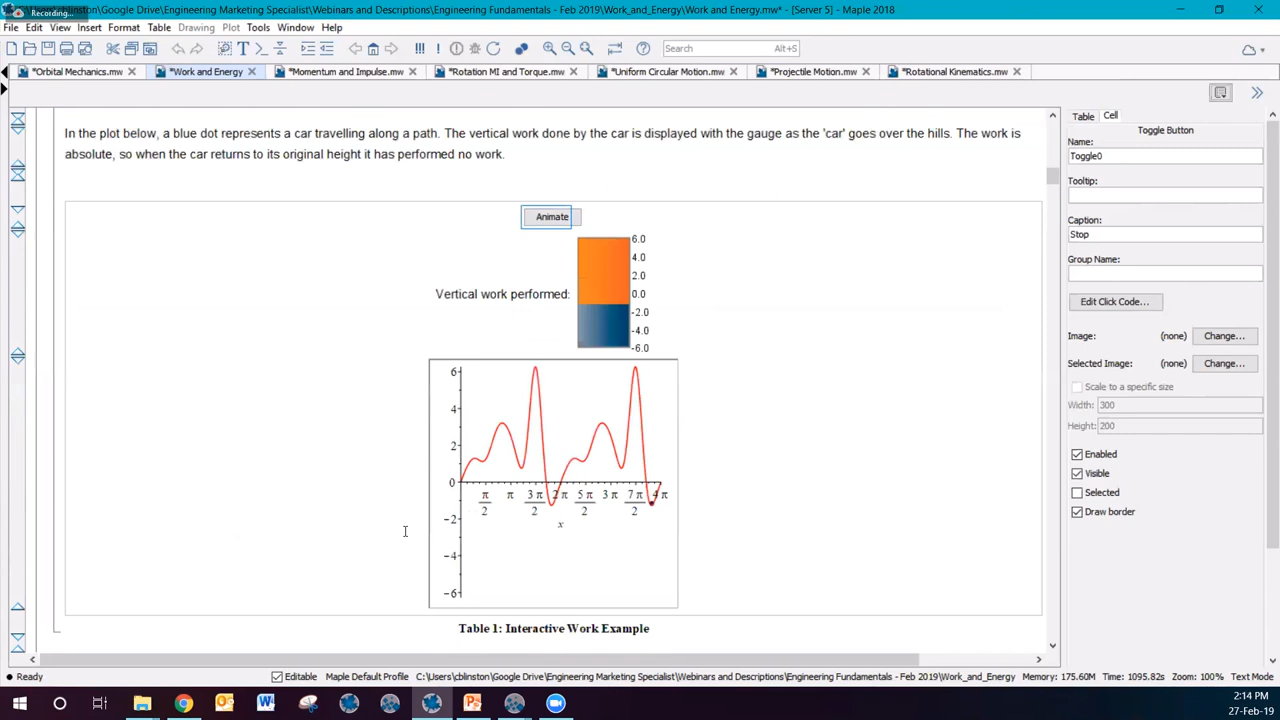 Recording...
C:\Users\cblinston\Google Drive\Engineering Marketing Specialist\Webinars and Descriptions\Engineering Fundamentals - Feb 2019\Work_and_Energy\Work and Energy.mw* - [Server 5] - Maple 2018
File Edit View Insert Format Table Drawing Plot Tools Window Help
Search Alt+S
*Orbital Mechanics.mw *Work and Energy *Momentum and Impulse.mw *Rotation MI and Torque.mw *Uniform Circular Motion.mw *Projectile Motion.mw *Rotational Kinematics.mw
In the plot below, a blue dot represents a car travelling along a path. The vertical work done by the car is displayed with the gauge as the 'car' goes over the hills. The work is
absolute, so when the car returns to its original height it has performed no work.
Animate
Vertical work performed:
6.0
4.0
2.0
0.0
-2.0
-4.0
-6.0
6
4
2
0
−2
−4
−6
π/2 π 3 π/2 2 π 5 π/2 3 π 7 π/2 4 π
x
Table 1: Interactive Work Example
Table Cell
Toggle Button
Name:
Toggle0
Tooltip:
Caption:
Stop
Group Name:
Edit Click Code...
Image: (none) Change...
Selected Image: (none) Change...
Scale to a specific size
Width: 300
Height: 200
Enabled
Visible
Selected
Draw border
Ready
Editable Maple Default Profile C:\Users\cblinston\Google Drive\Engineering Marketing Specialist\Webinars and Descriptions\Engineering Fundamentals - Feb 2019\Work_and_Energy Memory: 175.60M Time: 1095.82s Zoom: 100% Text Mode
2:14 PM
27-Feb-19